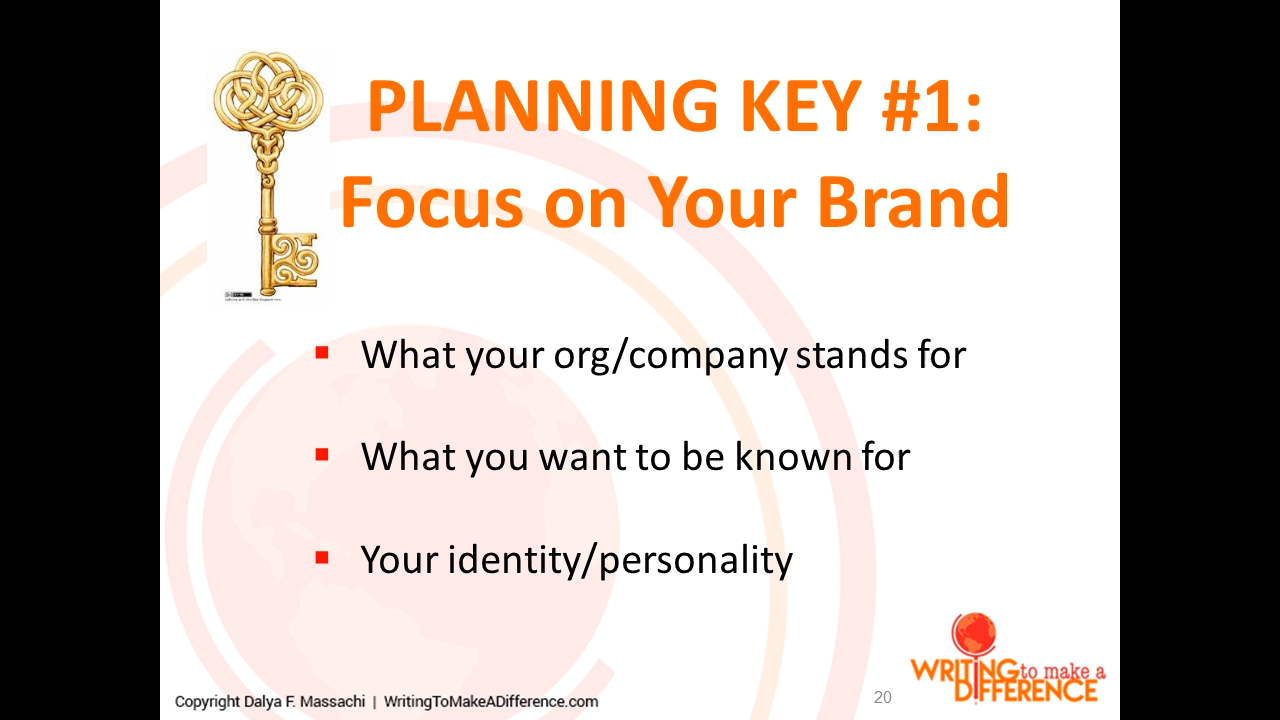 PLANNING KEY #1:
Focus on Your Brand
What your org/company stands for
What you want to be known for
Your identity/personality
WRITING to make a
DIFFERENCE
Copyright Dalya F. Massachi | WritingToMakeADifference.com
20